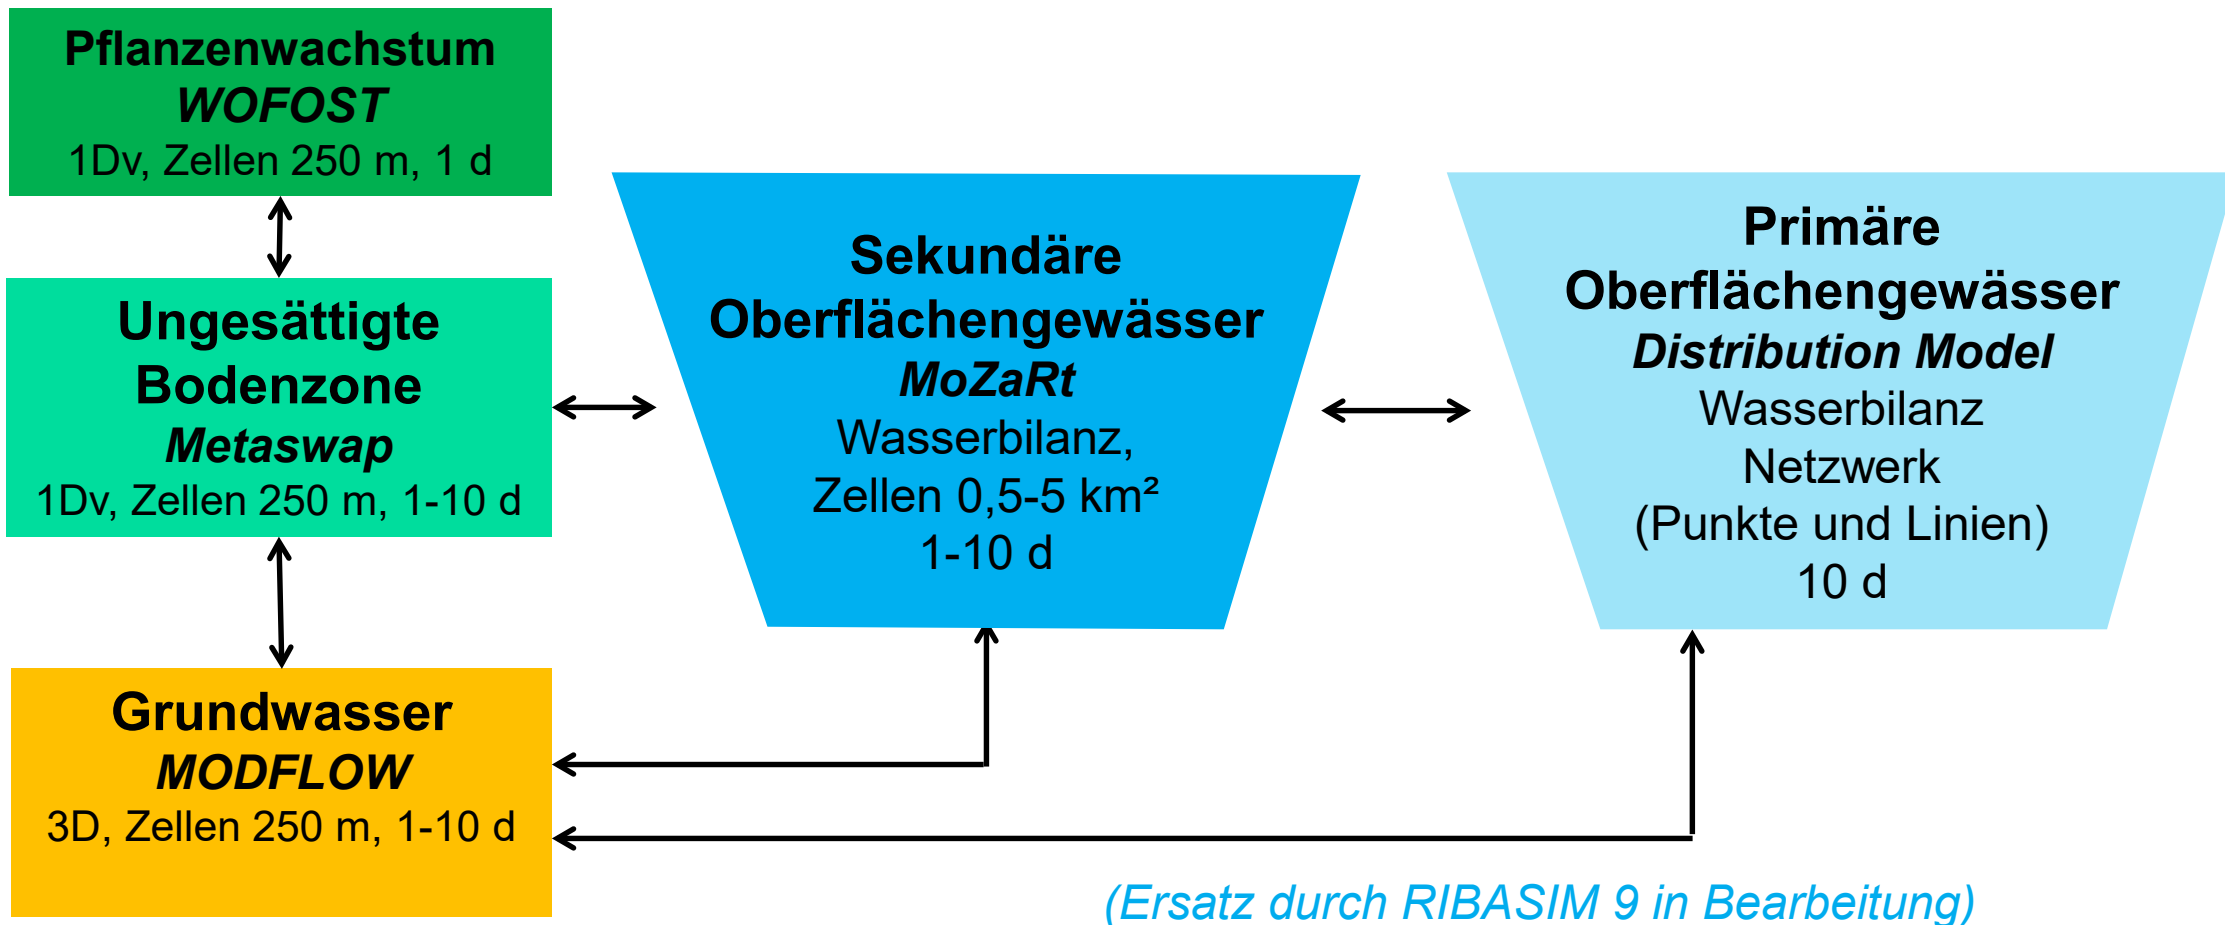 Pflanzenwachstum
WOFOST
1Dv, Zellen 250 m, 1 d
Ungesättigte
Bodenzone
Metaswap
1Dv, Zellen 250 m, 1-10 d
Grundwasser
MODFLOW
3D, Zellen 250 m, 1-10 d
Sekundäre
Oberflächengewässer
MoZaRt
Wasserbilanz,
Zellen 0,5-5 km²
1-10 d
Primäre
Oberflächengewässer
Distribution Model
Wasserbilanz
Netzwerk
(Punkte und Linien)
10 d
(Ersatz durch RIBASIM 9 in Bearbeitung)